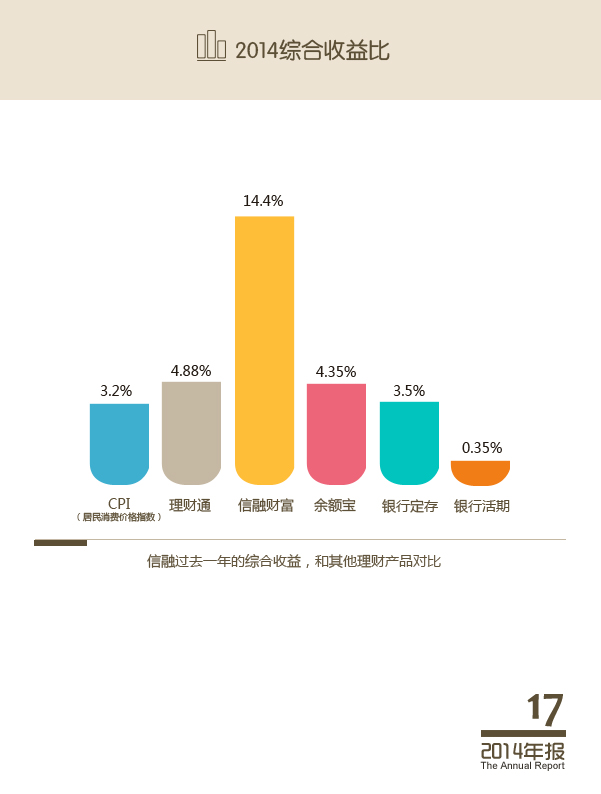 2014综合收益比
14.4%
4.88%
4.35%
3.2%
3.5%
0.35%
CPI
（居民消费价格指数）
理财通
信融财富
余额宝
银行定存
银行活期
信融过去一年的综合收益，和其他理财产品对比
17
2014年报
The Annual Report